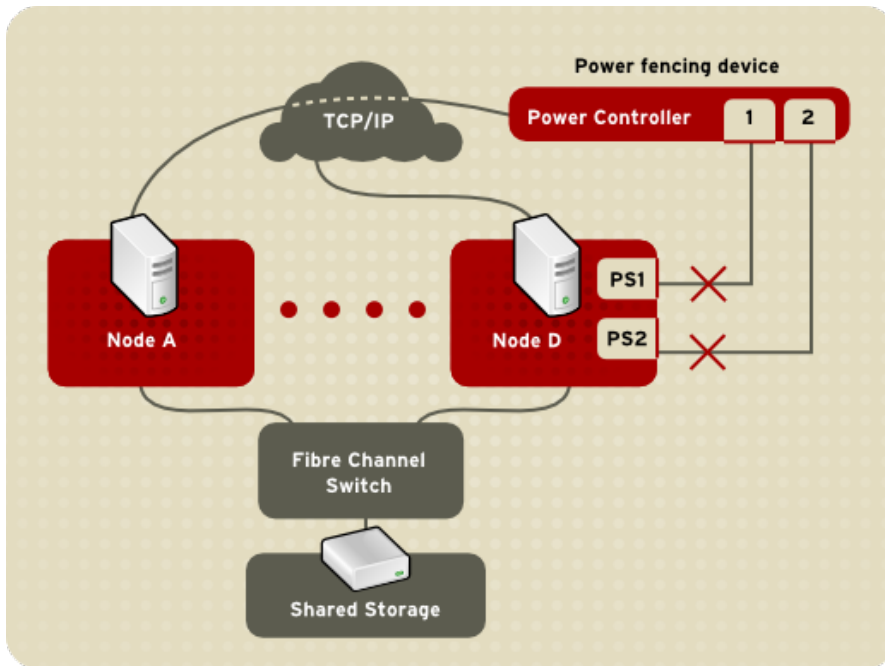 Power fencing device
TCP/IP
Power Controller
1
2
PS1
Node A
Node D
PS2
Fibre Channel
Switch
Shared Storage